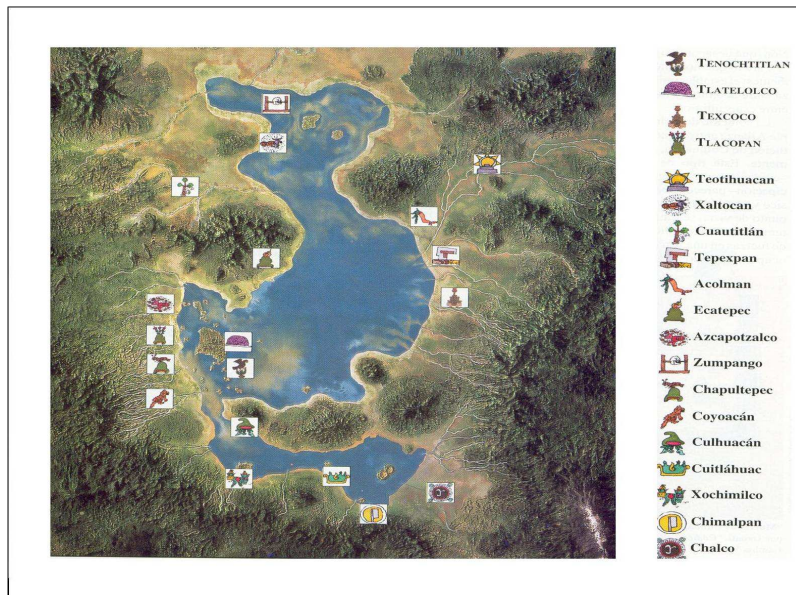 TENOCHTITLAN
TLATELOLCO
TEXCOCO
TLACOPAN
Teotihuacan
Xaltocan
Cuautitlán
Tepexpan
Acolman
Ecatepec
Azcapotzalco
Zumpango
Chapultepec
Coyoacán
Culhuacán
Cuitláhuac
Xochimilco
Chimalpan
Chalco